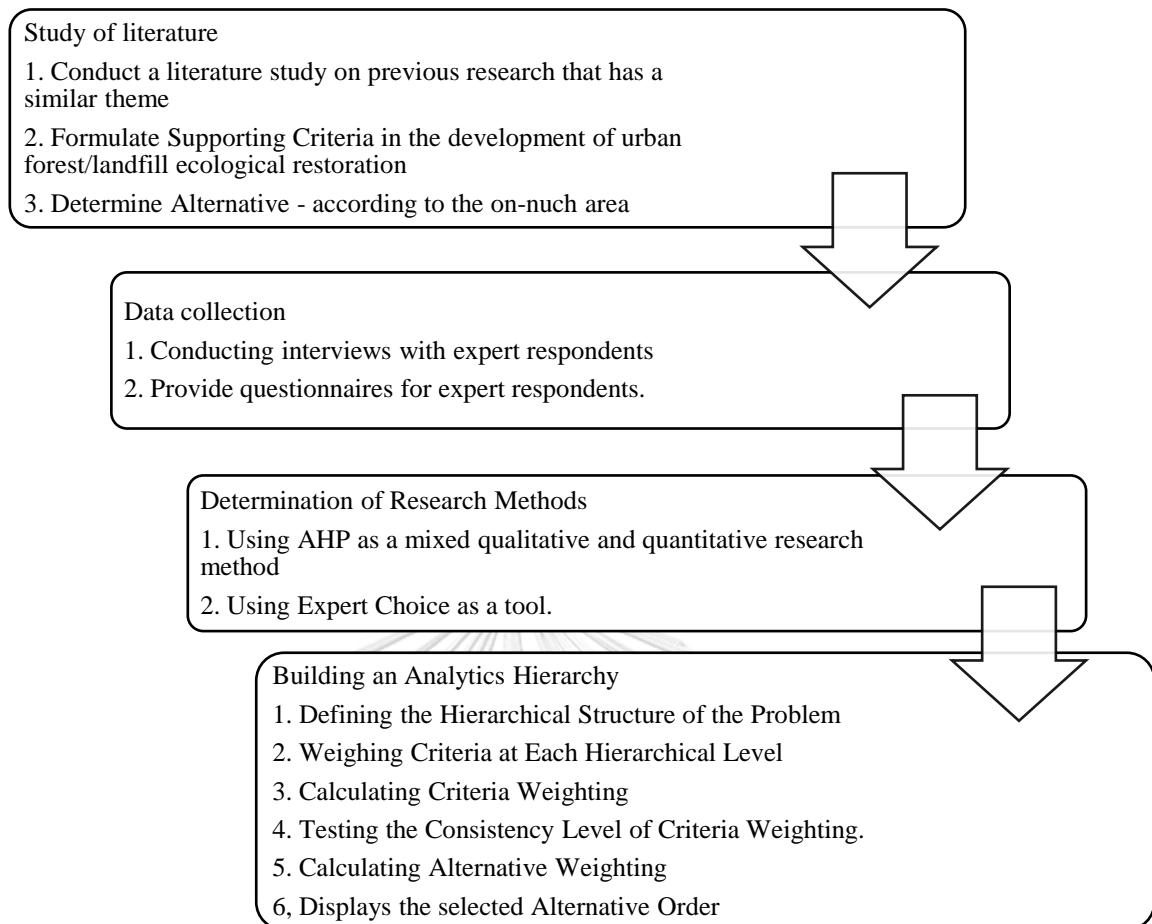 Study of literature
1. Conduct a literature study on previous research that has a
similar theme
2. Formulate Supporting Criteria in the development of urban
forest/landfill ecological restoration
3. Determine Alternative - according to the on-nuch area
Data collection
1. Conducting interviews with expert respondents
2. Provide questionnaires for expert respondents.
Determination of Research Methods
1. Using AHP as a mixed qualitative and quantitative research
method
2. Using Expert Choice as a tool.
Building an Analytics Hierarchy
1. Defining the Hierarchical Structure of the Problem
2. Weighing Criteria at Each Hierarchical Level
3. Calculating Criteria Weighting
4. Testing the Consistency Level of Criteria Weighting.
5. Calculating Alternative Weighting
6, Displays the selected Alternative Order